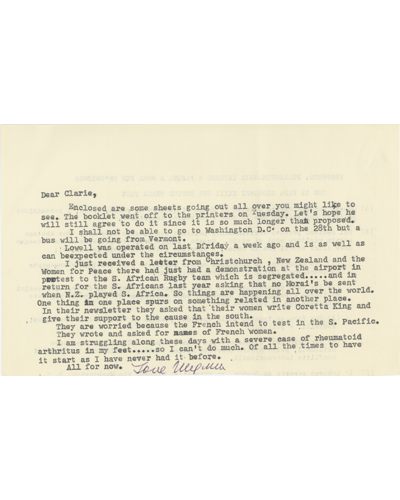 Dear Clarie,
Enclosed are some sheets going out all over you might like to
see. The booklet went off to the printers on Tuesday. Let's hope he
will still agree to do it since it is so much longer than proposed.
I shall not be able to go to Washington D.C. on the 28th but a
bus will be going from Vermont.
Lowell was operated on last Dfriday a week ago and is as well as
can beexpected under the circumstances.
I just received a letter from Christchurch , New Zealand and the
Women for Peace there had just had a demonstration at the airport in
protest to the S. African Rugby team which is segregated.....and in
return for the S. Africans last year asking that no Morai's be sent
when N.Z. played S. Africa. So things are happening all over the world.
One thing in one place spurs on something related in another place.
In their newsletter they asked that their women write Coretta King and
give their support to the cause in the south.
They are worried because the French intend to test in the S. Pacific.
They wrote and asked for names of French women.
I am struggling along these days with a severe case of rheumatoid
arthritus in my feet.....so I can't do much. Of all the times to have
it start as I have never had it before.
All for now. Love